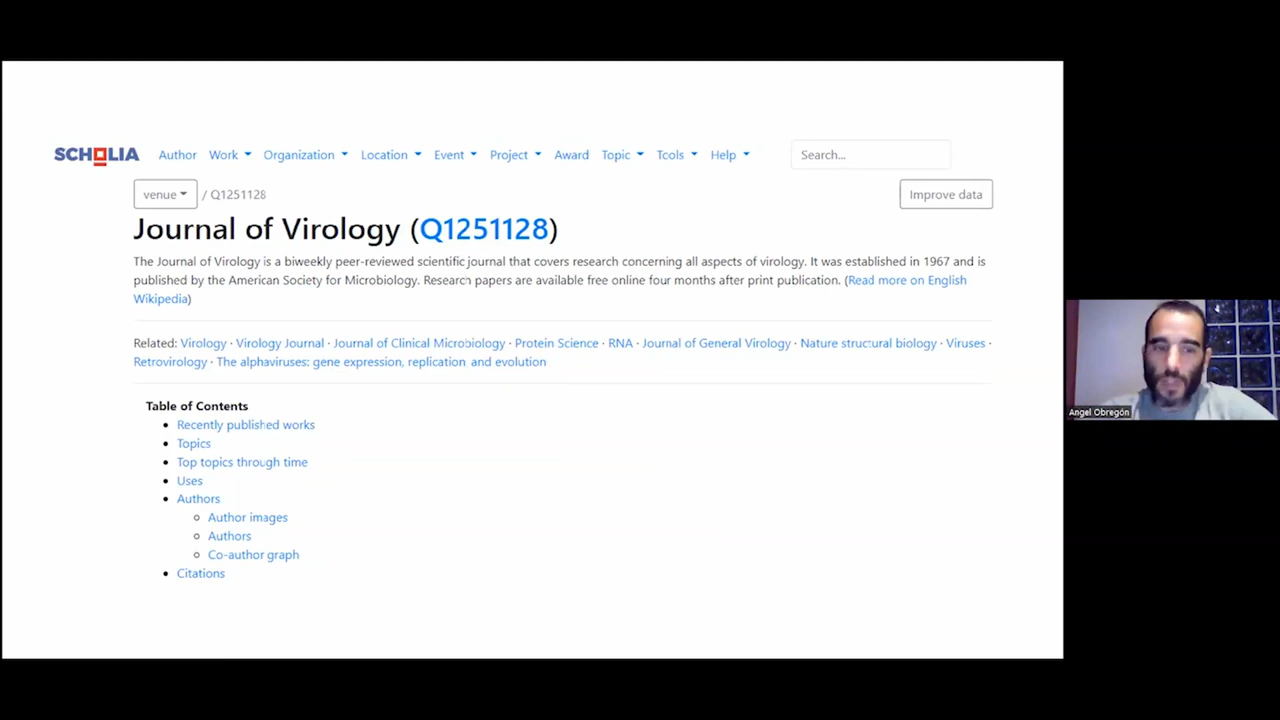 SCHOLIA Author Work Organization Location Event Project Award Topic Tools Help Search...
venue / Q1251128 Improve data
Journal of Virology (Q1251128)
The Journal of Virology is a biweekly peer-reviewed scientific journal that covers research concerning all aspects of virology. It was established in 1967 and is
published by the American Society for Microbiology. Research papers are available free online four months after print publication. (Read more on English
Wikipedia)
Related: Virology · Virology Journal · Journal of Clinical Microbiology · Protein Science · RNA · Journal of General Virology · Nature structural biology · Viruses ·
Retrovirology · The alphaviruses: gene expression, replication and evolution
Angel Obregón
Table of Contents
Recently published works
Topics
Top topics through time
Uses
Authors
Author images
Authors
Co-author graph
Citations